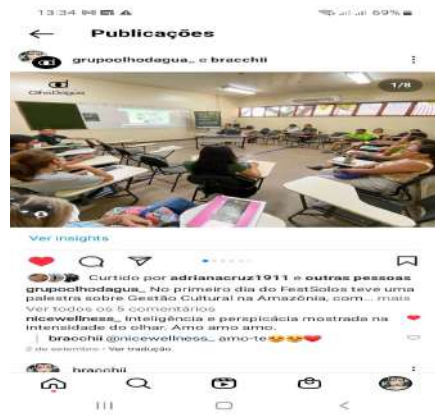 13:34
69%
Publicações
grupoolhodagua_ e bracchii
OlhoDagua
1/8
Ver insights
Curtido por adrianacruz1911 e outras pessoas
grupoolhodagua_ No primeiro dia do FestSolos teve uma
palestra sobre Gestão Cultural na Amazônia, com... mais
Ver todos os 5 comentários
nicewellness_ Inteligência e perspicácia mostrada na
intensidade do olhar. Amo amo amo.
bracchii @nicewellness_ amo-te😍😍❤️
2 de setembro • Ver tradução
bracchii